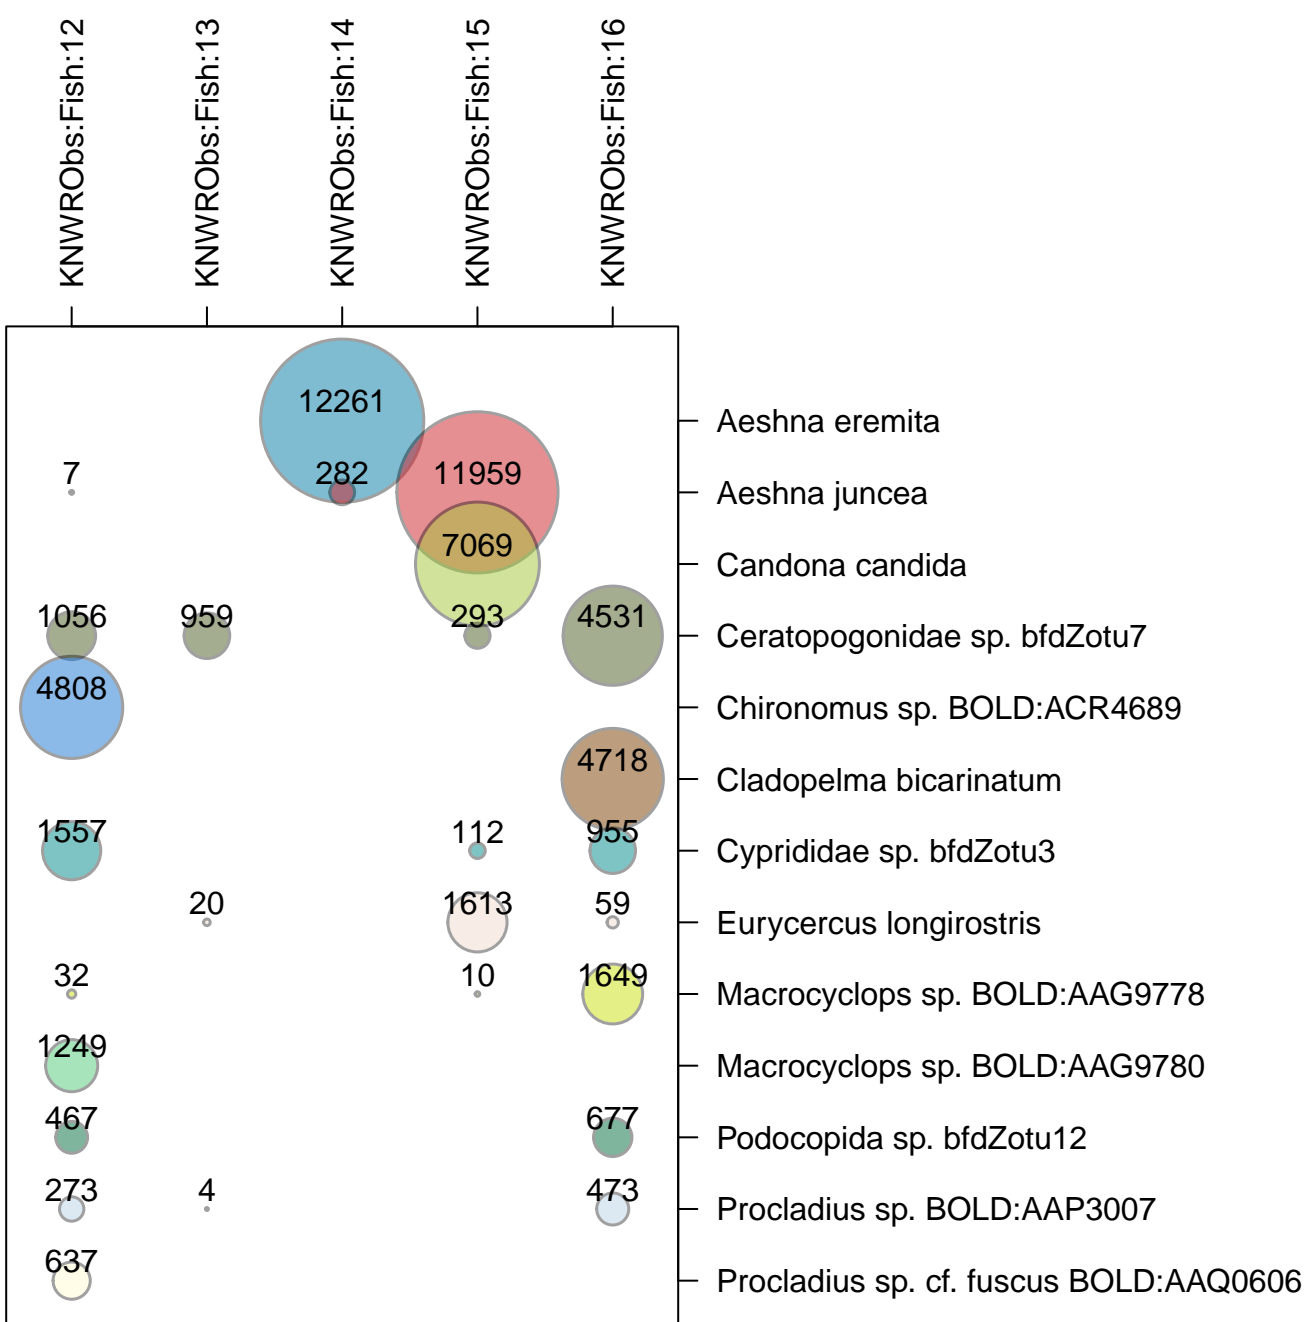 KNWRObs:Fish:12
KNWRObs:Fish:13
KNWRObs:Fish:14
KNWRObs:Fish:15
KNWRObs:Fish:16
12261 Aeshna eremita
7 282 11959 Aeshna juncea
7069 Candona candida
1056 959 293 4531 Ceratopogonidae sp. bfdZotu7
4808 Chironomus sp. BOLD:ACR4689
4718 Cladopelma bicarinatum
1557 112 955 Cyprididae sp. bfdZotu3
20 1613 59 Eurycercus longirostris
32 10 1649 Macrocyclops sp. BOLD:AAG9778
1249 Macrocyclops sp. BOLD:AAG9780
467 677 Podocopida sp. bfdZotu12
273 4 473 Procladius sp. BOLD:AAP3007
637 Procladius sp. cf. fuscus BOLD:AAQ0606